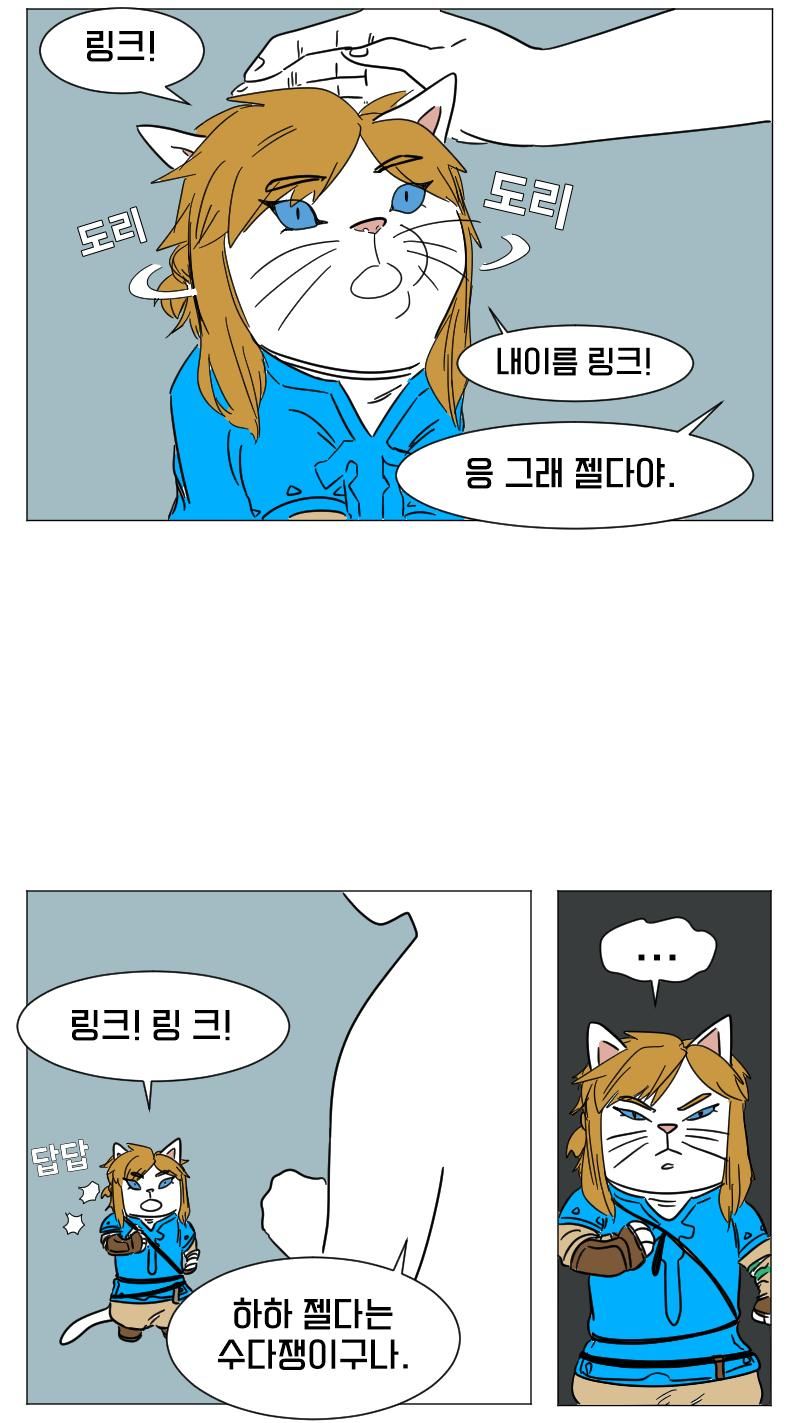 링크!
도리
도리
내이름 링크!
응 그래 젤다야.
링크! 링 크!
답답
하하 젤다는
수다쟁이구나.
...